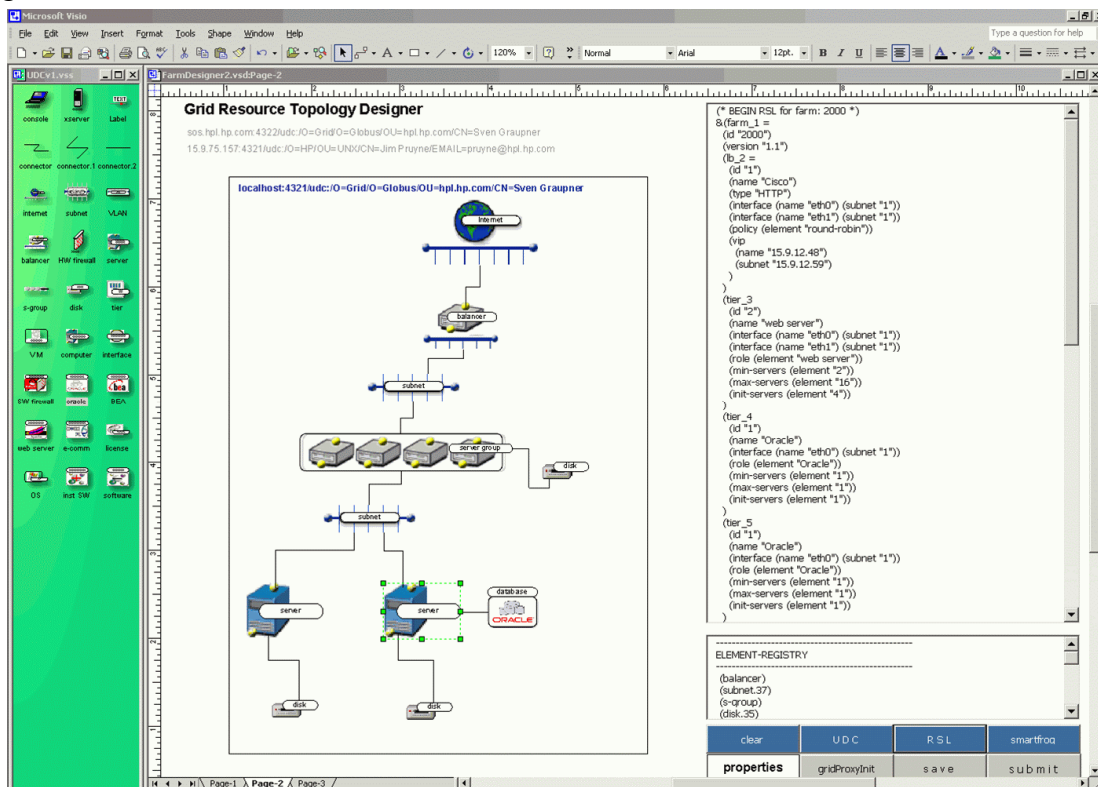 Microsoft Visio
File Edit View Insert Format Tools Shape Window Help
Type a question for help
120% Normal Arial 12pt. B I U
UDCv1.vss
FarmDesigner2.vsd:Page-2
console xserver Label
connector connector.1 connector.2
internet subnet VLAN
balancer HW firewall server
s-group disk tier
VM computer interface
SW firewall oracle BEA
web server e-comm license
OS inst SW software
Grid Resource Topology Designer
sos.hpl.hp.com:4322/udc:/O=Grid/O=Globus/OU=hpl.hp.com/CN=Sven Graupner
15.9.75.157:4321/udc:/O=HP/OU=UNIX/CN=Jim Pruyne/EMAIL=pruyne@hpl.hp.com
localhost:4321/udc:/O=Grid/O=Globus/OU=hpl.hp.com/CN=Sven Graupner
Internet
balancer
subnet
server group
disk
subnet
server
server
database
ORACLE
disk
disk
(* BEGIN RSL for farm: 2000 *)
&(farm_1 =
(id "2000")
(version "1.1")
(lb_2 =
(id "1")
(name "Cisco")
(type "HTTP")
(interface (name "eth0") (subnet "1"))
(interface (name "eth1") (subnet "1"))
(policy (element "round-robin"))
(vip
(name "15.9.12.48")
(subnet "15.9.12.59")
)
)
(tier_3
(id "2")
(name "web server")
(interface (name "eth0") (subnet "1"))
(interface (name "eth1") (subnet "1"))
(role (element "web server"))
(min-servers (element "2"))
(max-servers (element "16"))
(init-servers (element "4"))
)
(tier_4
(id "1")
(name "Oracle")
(interface (name "eth0") (subnet "1"))
(role (element "Oracle"))
(min-servers (element "1"))
(max-servers (element "1"))
(init-servers (element "1"))
)
(tier_5
(id "1")
(name "Oracle")
(interface (name "eth0") (subnet "1"))
(role (element "Oracle"))
(min-servers (element "1"))
(max-servers (element "1"))
(init-servers (element "1"))
)
ELEMENT-REGISTRY
(balancer)
(subnet.37)
(s-group)
(disk.35)
clear UDC RSL smartfrog
properties gridProxyInit save submit
Page-1 Page-2 Page-3